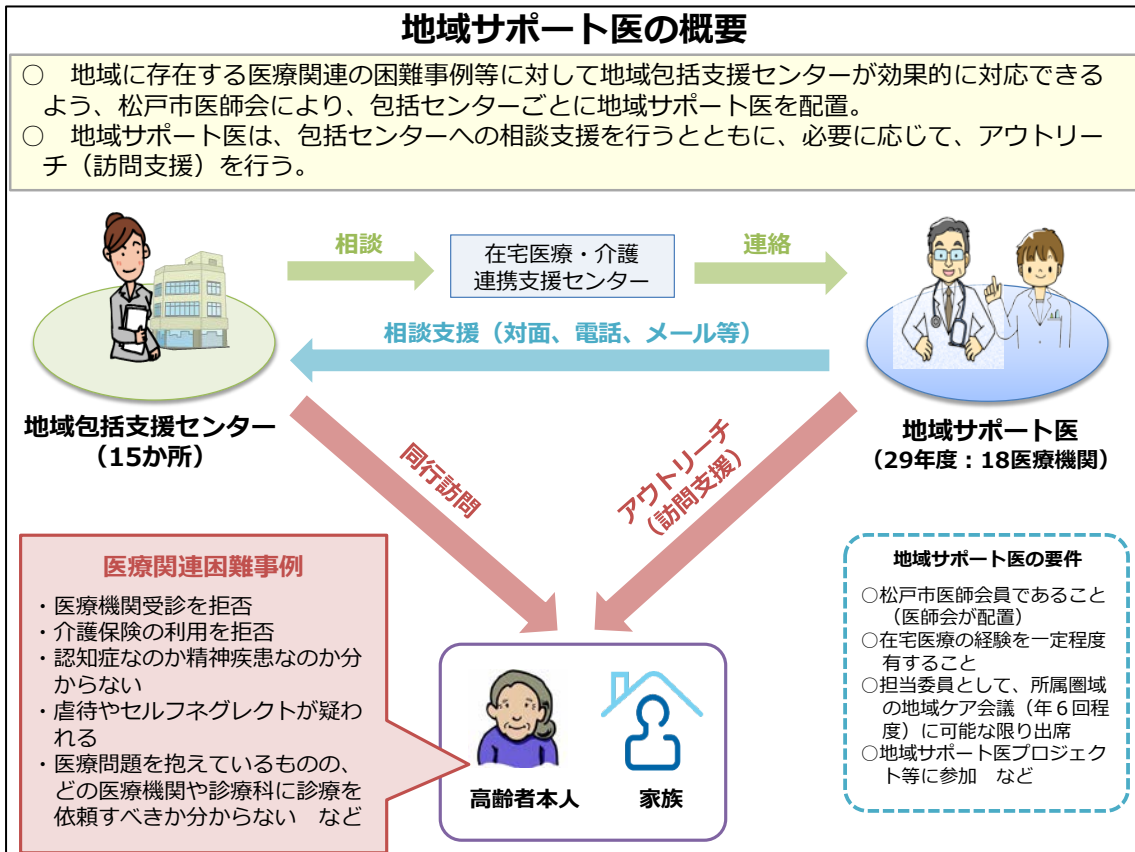 地域サポート医の概要
○　地域に存在する医療関連の困難事例等に対して地域包括支援センターが効果的に対応できる
よう、松戸市医師会により、包括センターごとに地域サポート医を配置。
○　地域サポート医は、包括センターへの相談支援を行うとともに、必要に応じて、アウトリー
チ（訪問支援）を行う。
相談
在宅医療・介護
連携支援センター
連絡
相談支援（対面、電話、メール等）
地域包括支援センター
（15か所）
地域サポート医
（29年度：18医療機関）
同行訪問
アウトリーチ
（訪問支援）
医療関連困難事例
・医療機関受診を拒否
・介護保険の利用を拒否
・認知症なのか精神疾患なのか分
からない
・虐待やセルフネグレクトが疑わ
れる
・医療問題を抱えているものの、
どの医療機関や診療科に診療を
依頼すべきか分からない　など
高齢者本人
家族
地域サポート医の要件
○松戸市医師会員であること
（医師会が配置）
○在宅医療の経験を一定程度
有すること
○担当委員として、所属圏域
の地域ケア会議（年６回程
度）に可能な限り出席
○地域サポート医プロジェク
ト等に参加　など